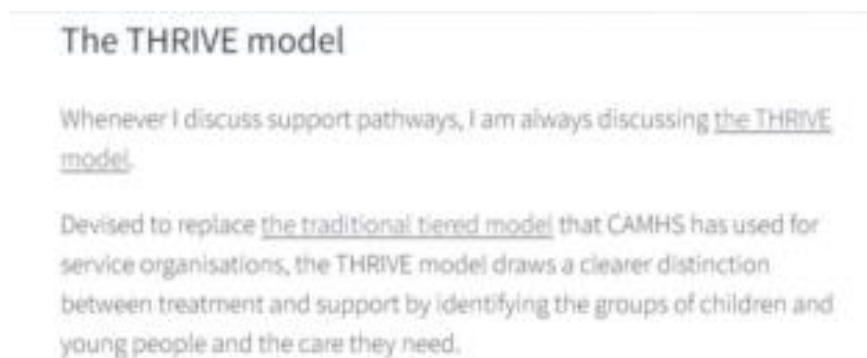 The THRIVE model
Whenever I discuss support pathways, I am always discussing the THRIVE
model.
Devised to replace the traditional tiered model that CAMHS has used for
service organisations, the THRIVE model draws a clearer distinction
between treatment and support by identifying the groups of children and
young people and the care they need.